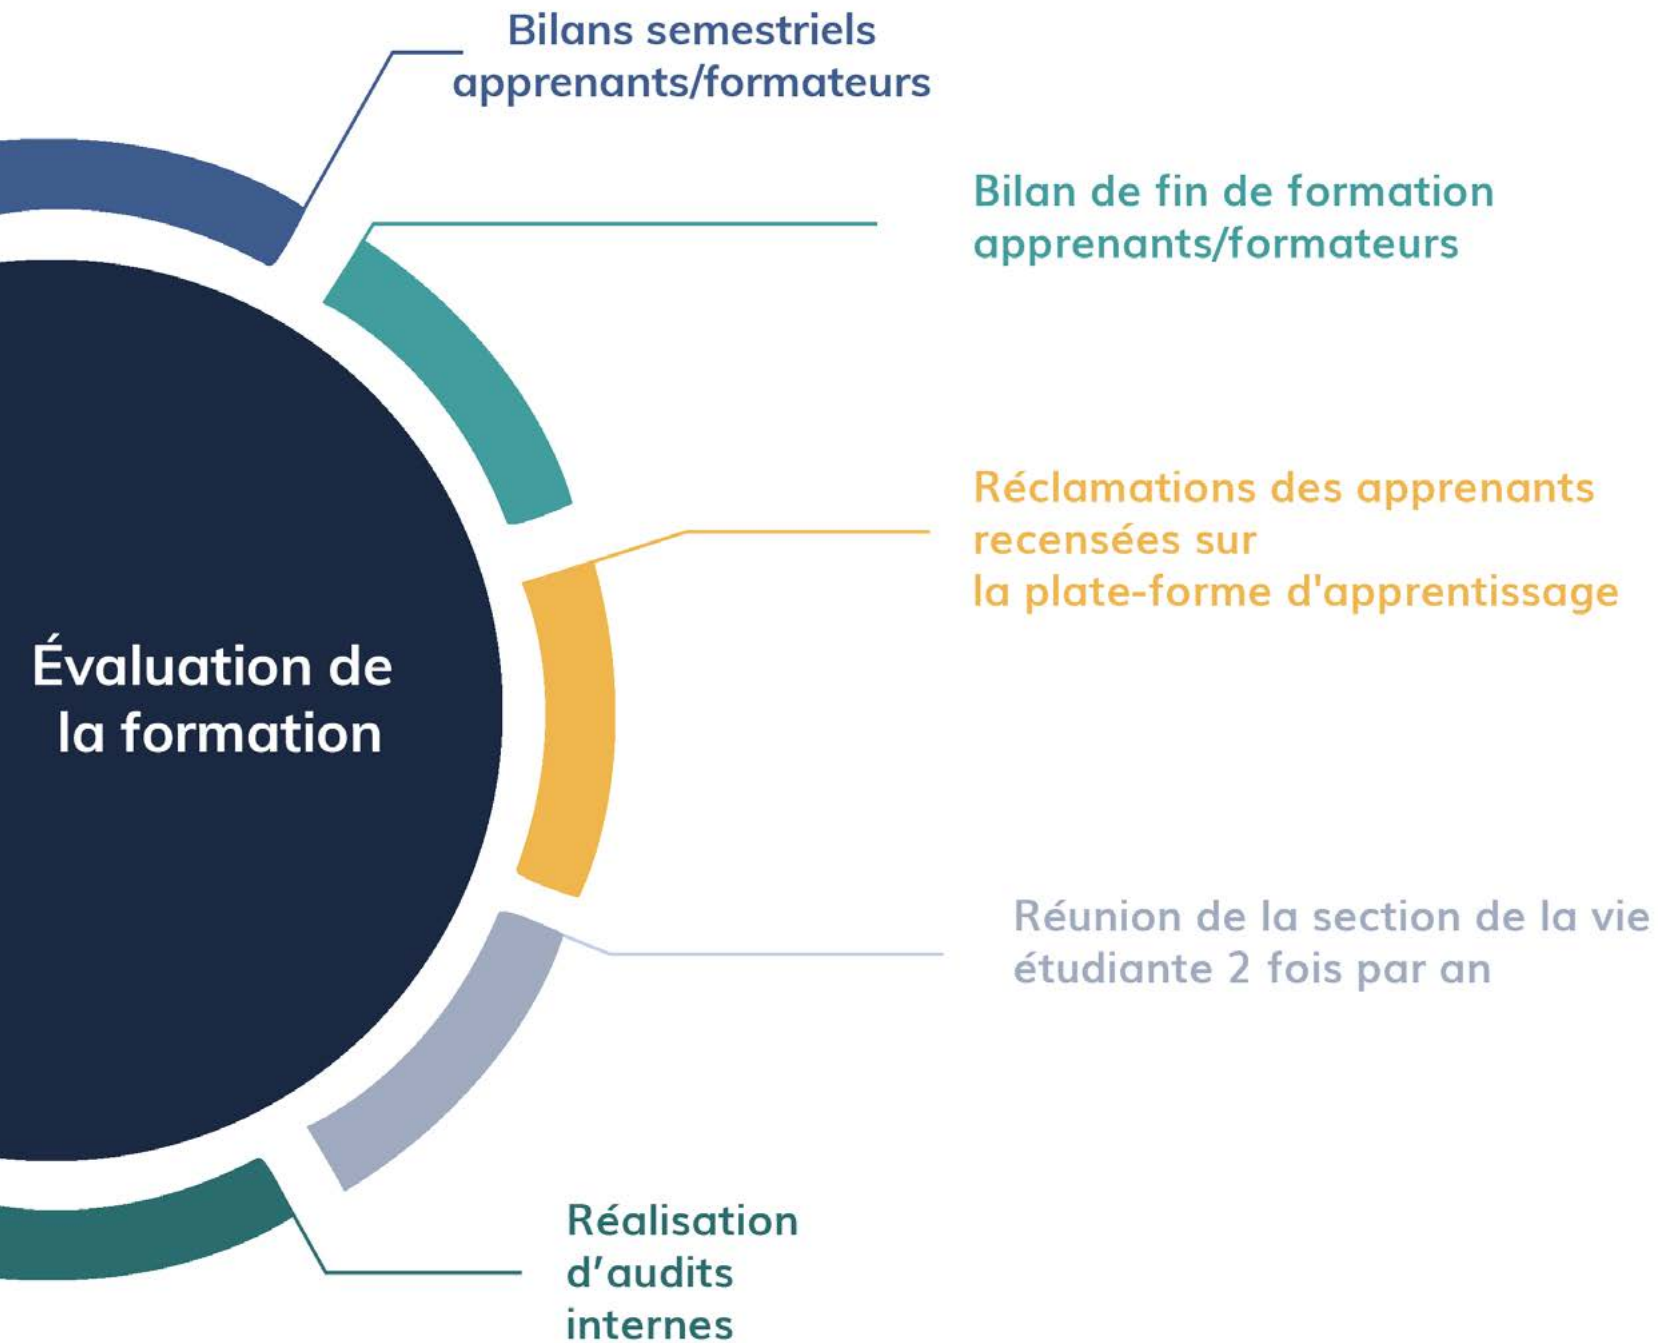 Bilans semestriels
apprenants/formateurs
Bilan de fin de formation
apprenants/formateurs
Réclamations des apprenants
recensées sur
la plate-forme d'apprentissage
Évaluation de
la formation
Réunion de la section de la vie
étudiante 2 fois par an
Réalisation
d’audits
internes